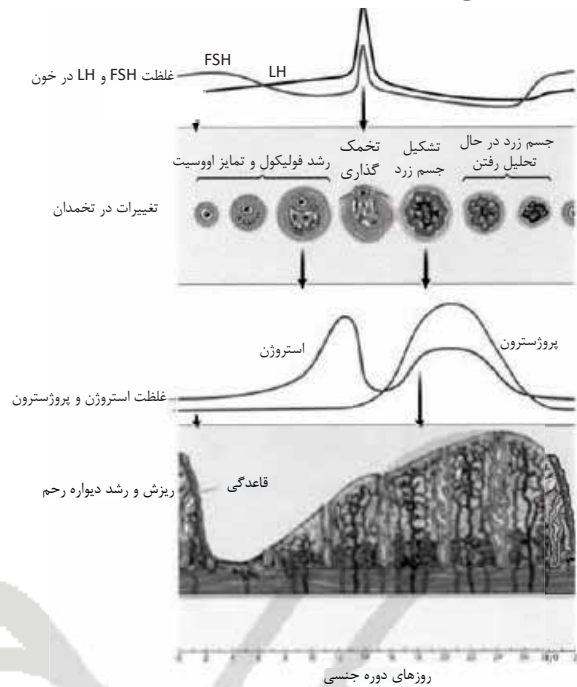 FSH
LH
غلظت FSH و LH در خون
رشد فولیکول و تمایز اووسیت
تخمک
گذاری
تشکیل
جسم زرد
جسم زرد در حال
تحلیل رفتن
تغییرات در تخمدان
استروژن
پروژسترون
غلظت استروژن و پروژسترون
قاعدگی
ریزش و رشد دیواره رحم
روزهای دوره جنسی